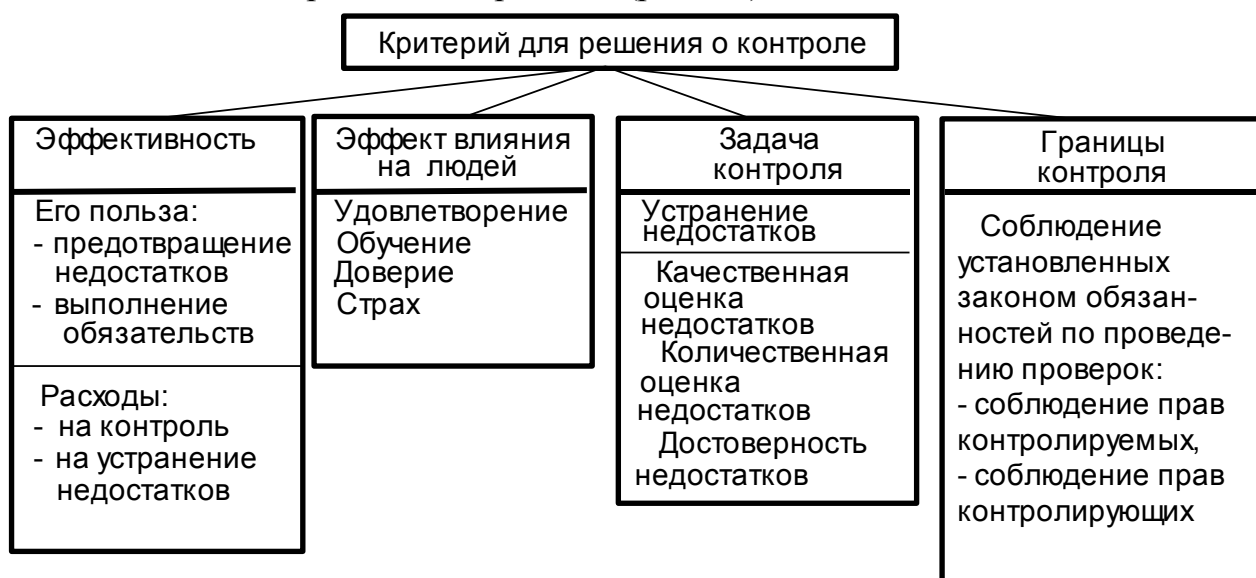 Критерий для решения о контроле
Эффективность
Его польза:
- предотвращение
недостатков
- выполнение
обязательств
Расходы:
- на контроль
- на устранение
недостатков
Эффект влияния
на людей
Удовлетворение
Обучение
Доверие
Страх
Задача
контроля
Устранение
недостатков
Качественная
оценка
недостатков
Количественная
оценка
недостатков
Достоверность
недостатков
Границы
контроля
Соблюдение
установленных
законом обязан-
ностей по проведе-
нию проверок:
- соблюдение прав
контролируемых,
- соблюдение прав
контролирующих